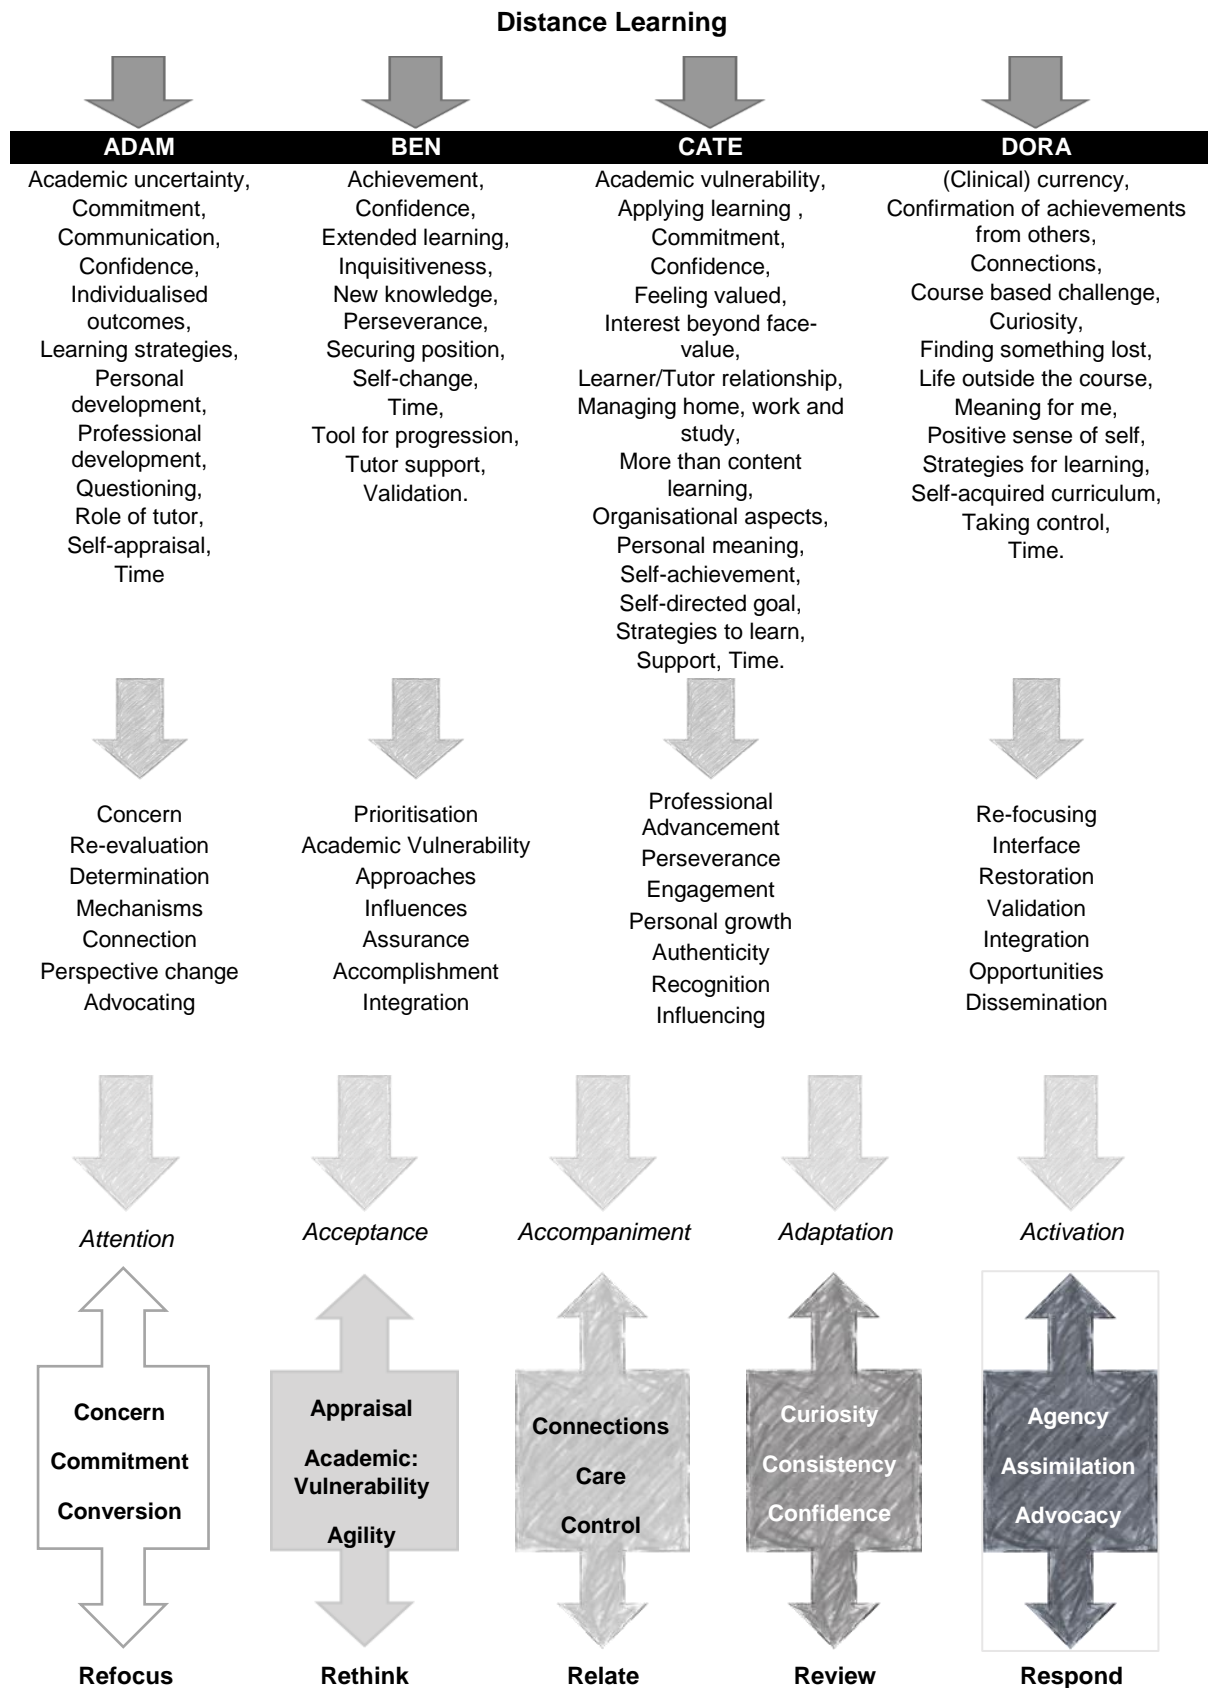 Distance Learning
ADAM
Academic uncertainty,
Commitment,
Communication,
Confidence,
Individualised
outcomes,
Learning strategies,
Personal
development,
Professional
development,
Questioning,
Role of tutor,
Self-appraisal,
Time
BEN
Achievement,
Confidence,
Extended learning,
Inquisitiveness,
New knowledge,
Perseverance,
Securing position,
Self-change,
Time,
Tool for progression,
Tutor support,
Validation.
CATE
Academic vulnerability,
Applying learning ,
Commitment,
Confidence,
Feeling valued,
Interest beyond face-
value,
Learner/Tutor relationship,
Managing home, work and
study,
More than content
learning,
Organisational aspects,
Personal meaning,
Self-achievement,
Self-directed goal,
Strategies to learn,
Support, Time.
DORA
(Clinical) currency,
Confirmation of achievements
from others,
Connections,
Course based challenge,
Curiosity,
Finding something lost,
Life outside the course,
Meaning for me,
Positive sense of self,
Strategies for learning,
Self-acquired curriculum,
Taking control,
Time.
Concern
Re-evaluation
Determination
Mechanisms
Connection
Perspective change
Advocating
Prioritisation
Academic Vulnerability
Approaches
Influences
Assurance
Accomplishment
Integration
Professional
Advancement
Perseverance
Engagement
Personal growth
Authenticity
Recognition
Influencing
Re-focusing
Interface
Restoration
Validation
Integration
Opportunities
Dissemination
Attention
Concern
Commitment
Conversion
Refocus
Acceptance
Appraisal
Academic:
Vulnerability
Agility
Rethink
Accompaniment
Connections
Care
Control
Relate
Adaptation
Curiosity
Consistency
Confidence
Review
Activation
Agency
Assimilation
Advocacy
Respond